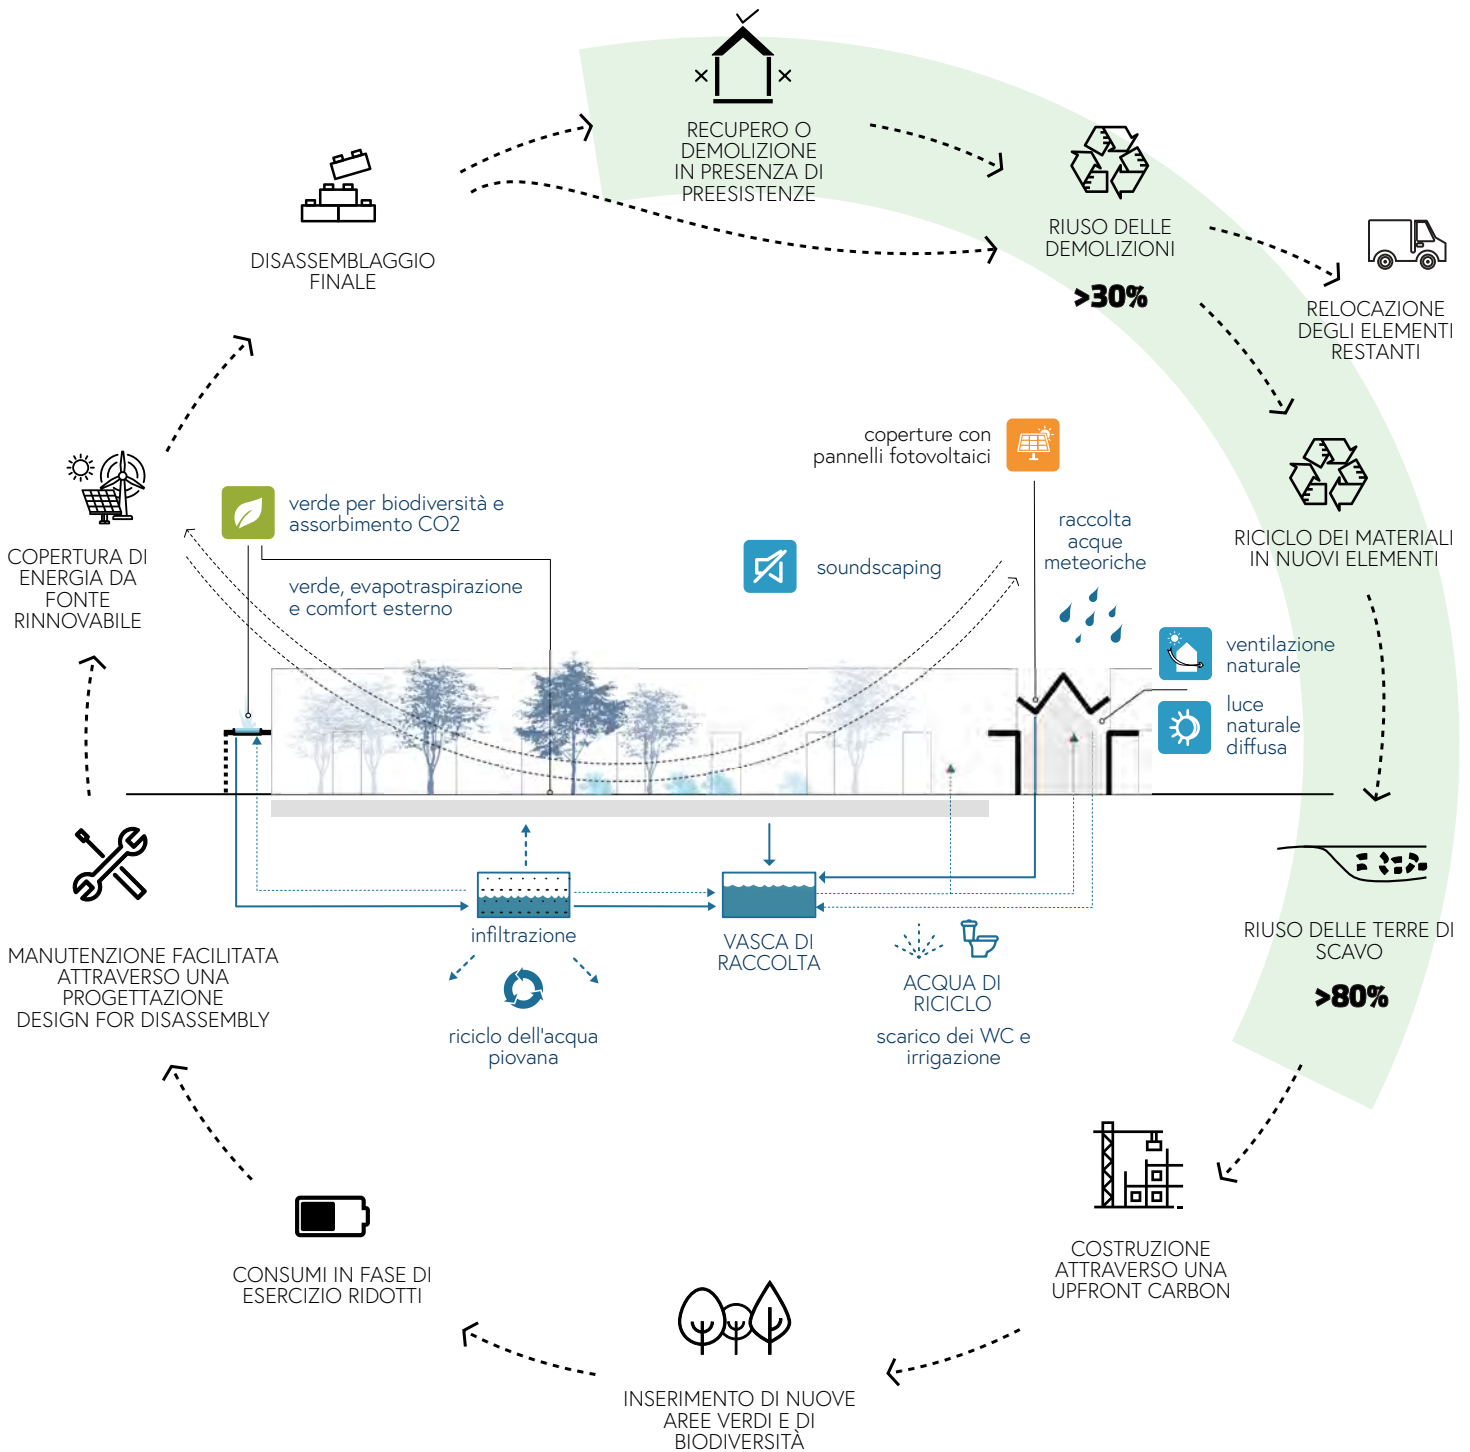 RECUPERO O
DEMOLIZIONE
IN PRESENZA DI
PREESISTENZE
RIUSO DELLE
DEMOLIZIONI
>30%
RELOCAZIONE
DEGLI ELEMENTI
RESTANTI
RICICLO DEI MATERIALI
IN NUOVI ELEMENTI
RIUSO DELLE TERRE DI
SCAVO
>80%
COSTRUZIONE
ATTRAVERSO UNA
UPFRONT CARBON
INSERIMENTO DI NUOVE
AREE VERDI E DI
BIODIVERSITÀ
CONSUMI IN FASE DI
ESERCIZIO RIDOTTI
MANUTENZIONE FACILITATA
ATTRAVERSO UNA
PROGETTAZIONE
DESIGN FOR DISASSEMBLY
COPERTURA DI
ENERGIA DA
FONTE
RINNOVABILE
DISASSEMBLAGGIO
FINALE
verde per biodiversità e
assorbimento CO2
verde, evapotraspirazione
e comfort esterno
soundscaping
coperture con
pannelli fotovoltaici
raccolta
acque
meteoriche
ventilazione
naturale
luce
naturale
diffusa
infiltrazione
riciclo dell'acqua
piovana
VASCA DI
RACCOLTA
ACQUA DI
RICICLO
scarico dei WC e
irrigazione